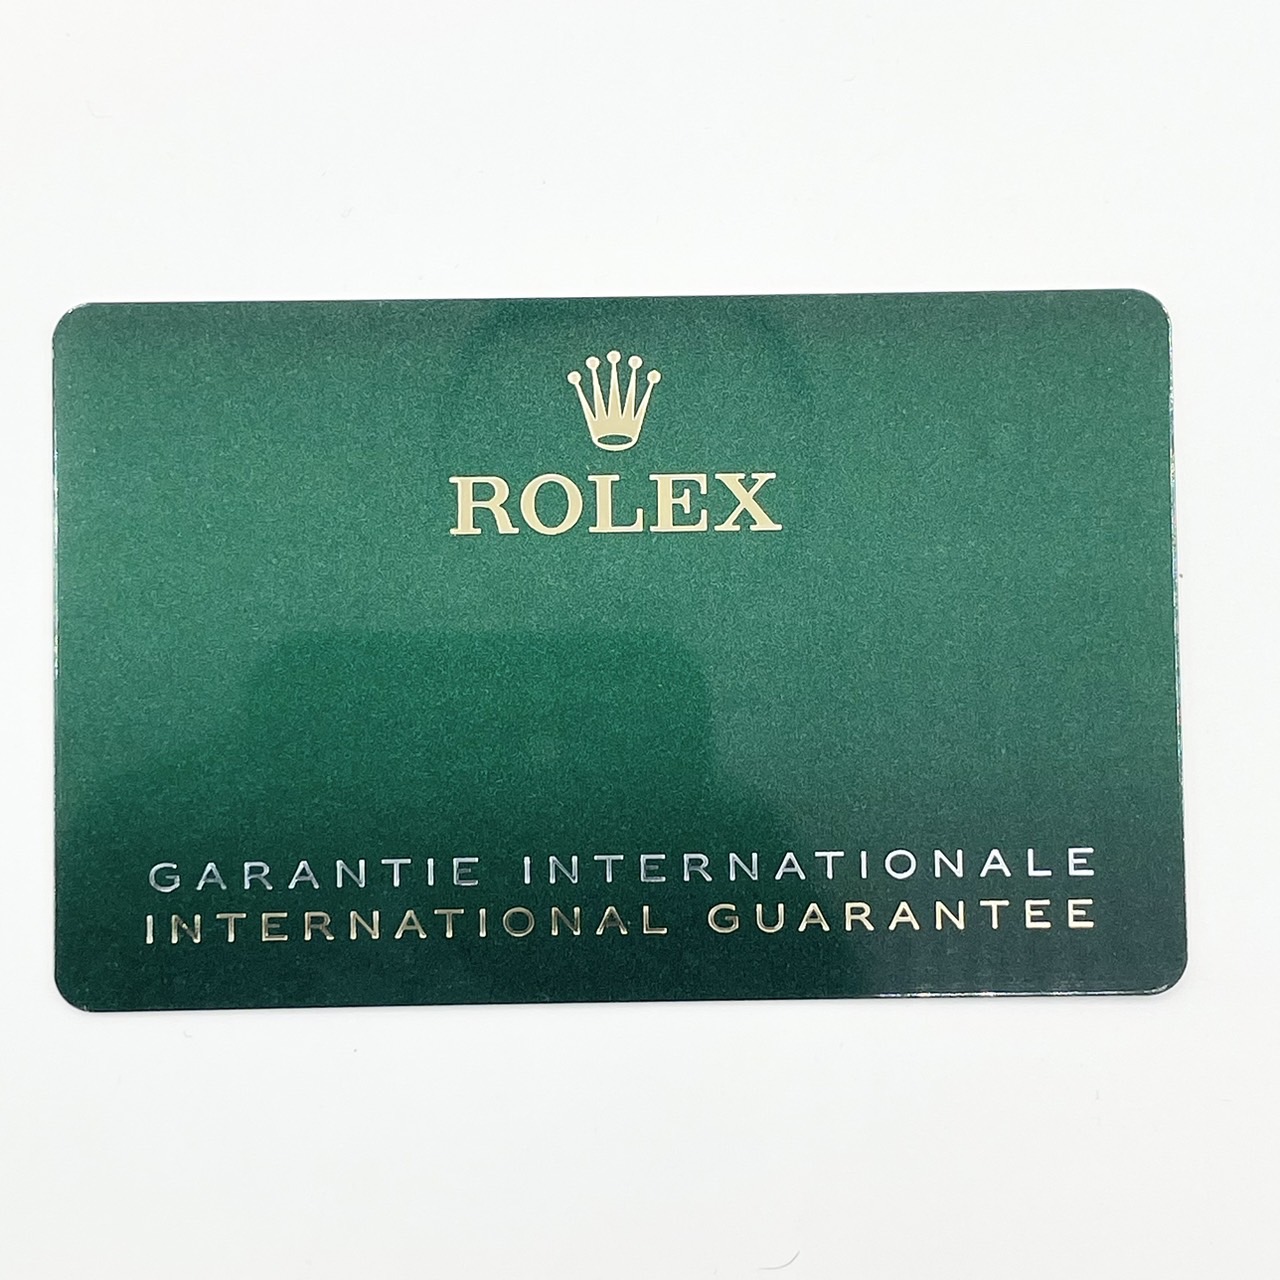 ROLEX
GARANTIE INTERNATIONALE
INTERNATIONAL GUARANTEE